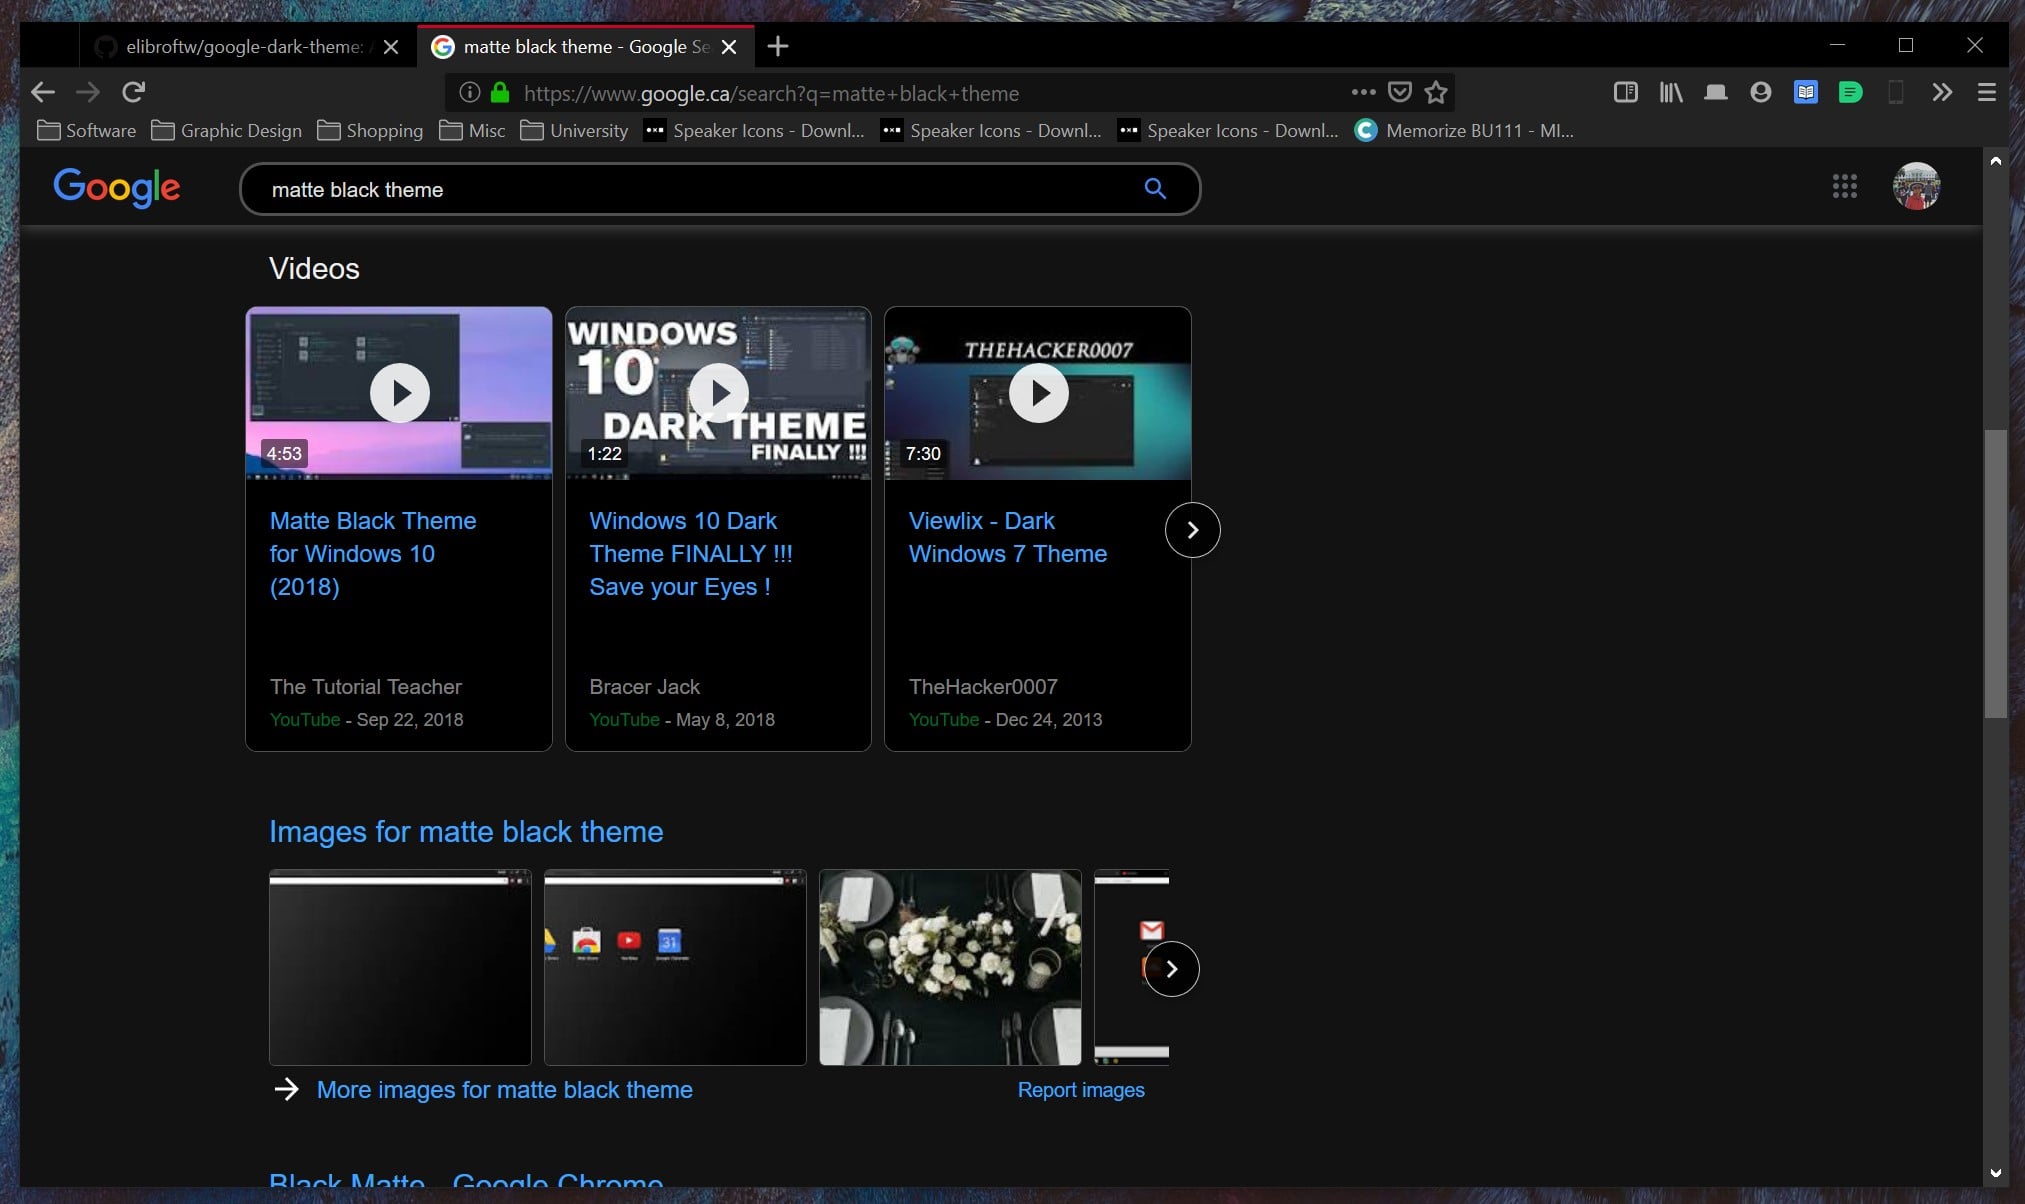 elibroftw/google-dark-theme:
matte black theme - Google Se
https://www.google.ca/search?q=matte+black+theme
Software
Graphic Design
Shopping
Misc
University
Speaker Icons - Downl...
Speaker Icons - Downl...
Speaker Icons - Downl...
Memorize BU111 - MI...
Google
matte black theme
Videos
4:53
WINDOWS
10
DARK THEME
FINALLY !!!
1:22
THEHACKER0007
7:30
Matte Black Theme
for Windows 10
(2018)
The Tutorial Teacher
YouTube - Sep 22, 2018
Windows 10 Dark
Theme FINALLY !!!
Save your Eyes !
Bracer Jack
YouTube - May 8, 2018
Viewlix - Dark
Windows 7 Theme
TheHacker0007
YouTube - Dec 24, 2013
Images for matte black theme
31
More images for matte black theme
Report images
Black Matte - Google Chrome